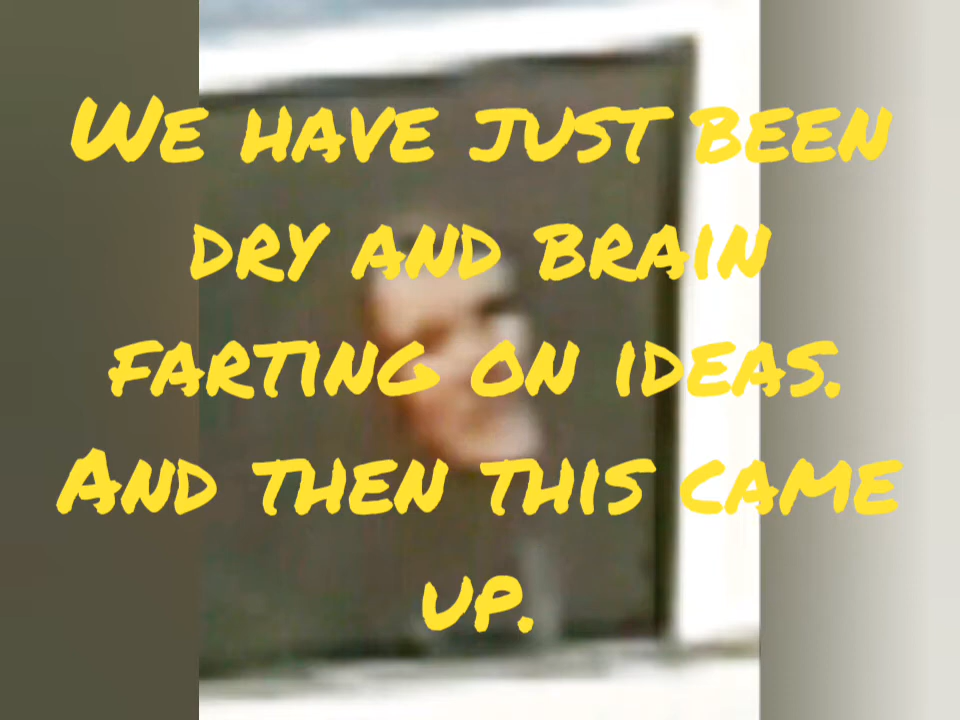 We have just been
dry and brain
farting on ideas.
And then this came
up.